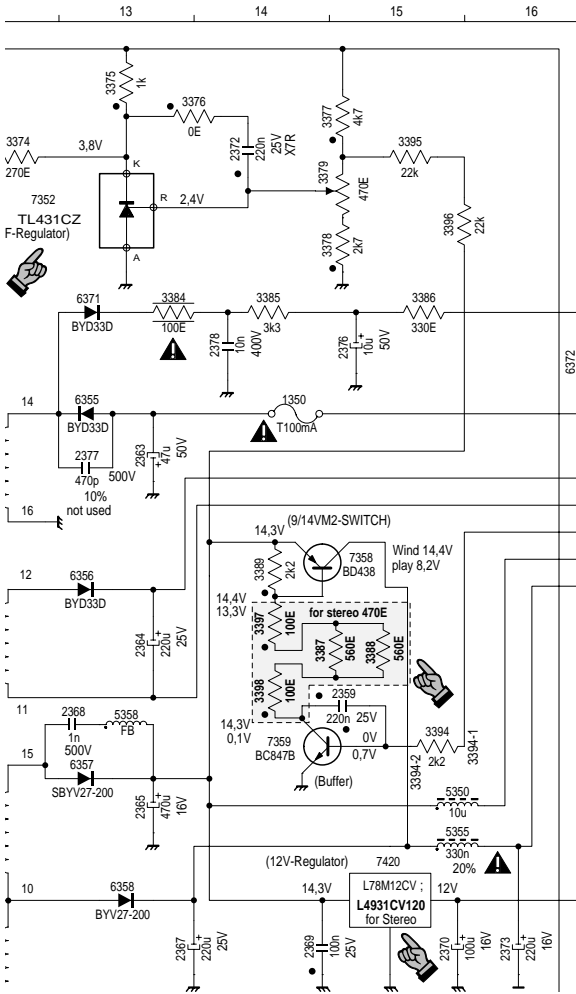 13
14
15
16
3375
1k
3376
0E
2372
220n
25V
X7R
3377
4k7
3374
270E
3,8V
K
R
A
2,4V
7352
TL431CZ
F-Regulator)
3379
470E
3378
2k7
3395
22k
3396
22k
6371
BYD33D
3384
100E
2378
10n
400V
3385
3k3
2376
10u
50V
3386
330E
6372
14
6355
BYD33D
2377
470p
10%
not used
500V
2363
47u
50V
1350
T100mA
16
(9/14VM2-SWITCH)
14,3V
3389
2k2
7358
BD438
Wind 14,4V
play 8,2V
12
6356
BYD33D
2364
220u
25V
14,4V
13,3V
for stereo 470E
3397
100E
3387
560E
3388
560E
3398
100E
11
2368
1n
500V
5358
FB
14,3V
0,1V
2359
220n
25V
7359
BC847B
(Buffer)
0V
0,7V
3394
2k2
3394-2
3394-1
15
6357
SBYV27-200
2365
470u
16V
5350
10u
5355
330n
20%
(12V-Regulator)
7420
10
6358
BYV27-200
14,3V
L78M12CV ;
L4931CV120
for Stereo
12V
2367
220u
25V
2369
100n
25V
2370
100u
16V
2373
220u
16V